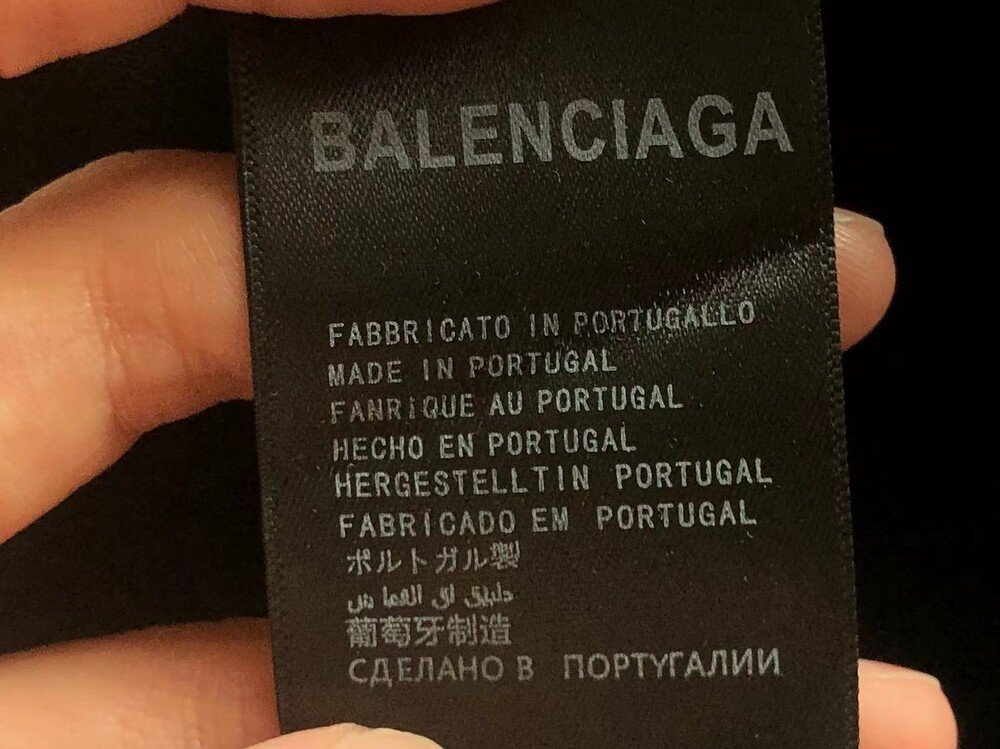 BALENCIAGA
FABBRICATO IN PORTUGALLO
MADE IN PORTUGAL
FANRIQUE AU PORTUGAL
HECHO EN PORTUGAL
HERGESTELLTIN PORTUGAL
FABRICADO EM PORTUGAL
ポルトガル製
葡萄牙制造
СДЕЛАНО В ПОРТУГАЛИИ